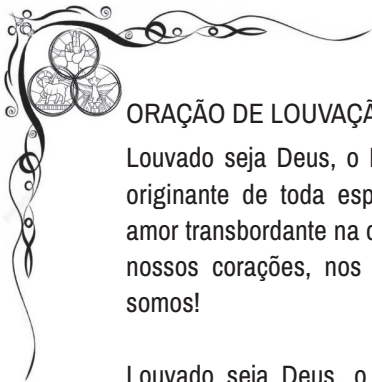 ORAÇÃO DE LOUVAÇÃ
Louvado seja Deus, o
originante de toda esp
amor transbordante na
nossos corações, nos
somos!
Louvado seja Deus, o